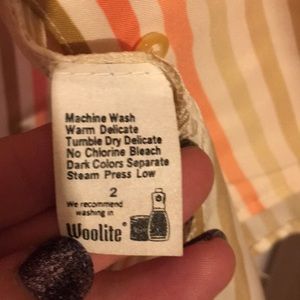 Machine Wash
Warm Delicate
Tumble Dry Delicate
No Chlorine Bleach
Dark Colors Separate
Steam Press Low
2
We recommend
washing in
Woolite®